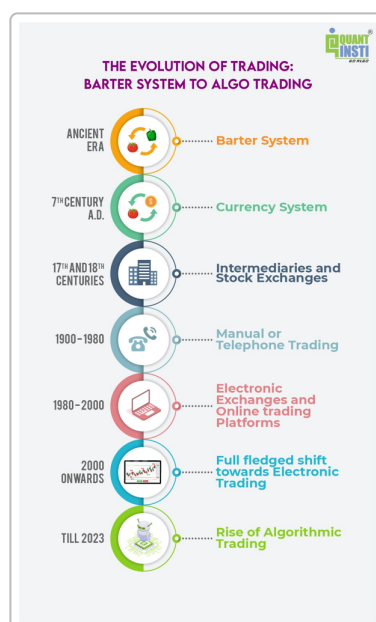 QUANT
INSTI
THE EVOLUTION OF TRADING:
BARTER SYSTEM TO ALGO TRADING
ANCIENT
ERA
Barter System
7TH CENTURY
A.D.
Currency System
17TH AND 18TH
CENTURIES
Intermediaries and
Stock Exchanges
1900-1980
Manual or
Telephone Trading
1980-2000
Electronic
Exchanges and
Online trading
Platforms
2000
ONWARDS
Full fledged shift
towards Electronic
Trading
TILL 2023
Rise of Algorithmic
Trading